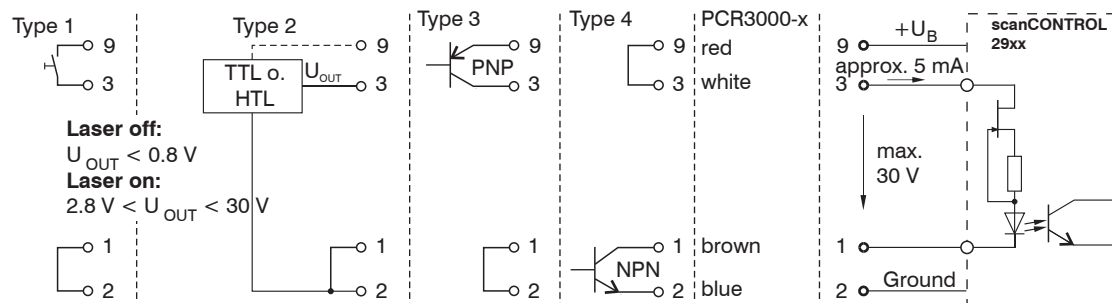 Type 1
Type 2
Type 3
Type 4
PCR3000-x
scanCONTROL
29xx
9
3
1
2
Laser off:
U OUT < 0.8 V
Laser on:
2.8 V < U OUT < 30 V
TTL o.
HTL
UOUT
9
3
1
2
PNP
9
3
1
2
NPN
9
3
1
2
red
white
brown
blue
9
3
1
2
+UB
approx. 5 mA
max.
30 V
Ground